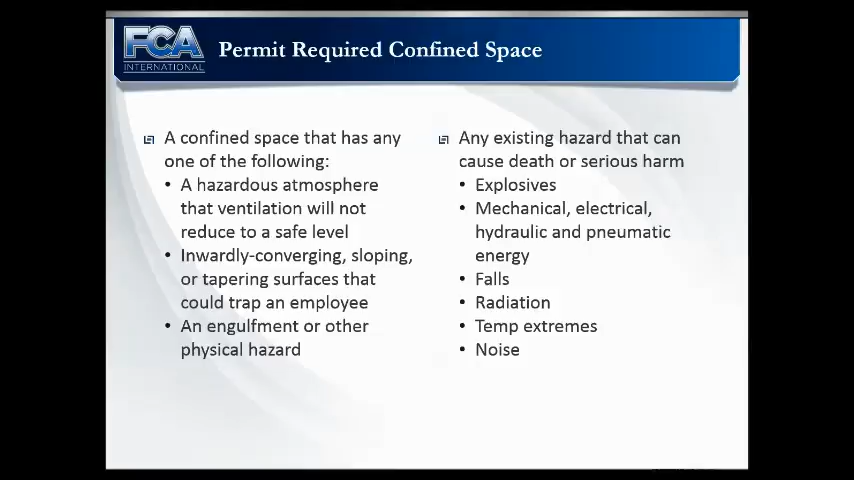 FCA
INTERNATIONAL
Permit Required Confined Space
A confined space that has any
one of the following:
• A hazardous atmosphere
that ventilation will not
reduce to a safe level
• Inwardly-converging, sloping,
or tapering surfaces that
could trap an employee
• An engulfment or other
physical hazard
Any existing hazard that can
cause death or serious harm
• Explosives
• Mechanical, electrical,
hydraulic and pneumatic
energy
• Falls
• Radiation
• Temp extremes
• Noise